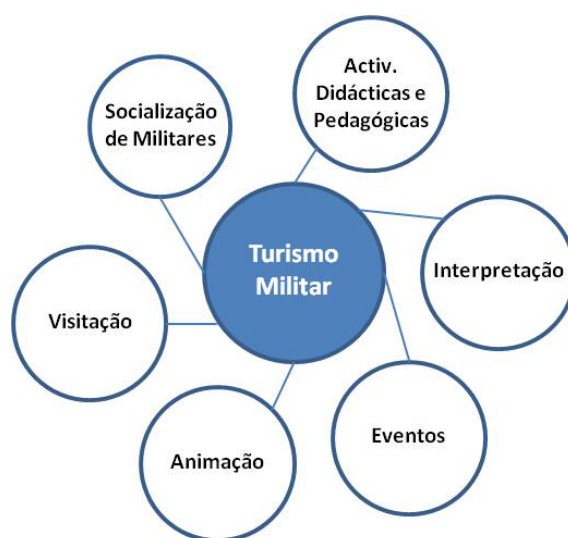 Activ.
Didácticas e
Pedagógicas
Socialização
de Militares
Turismo
Militar
Interpretação
Visitação
Eventos
Animação